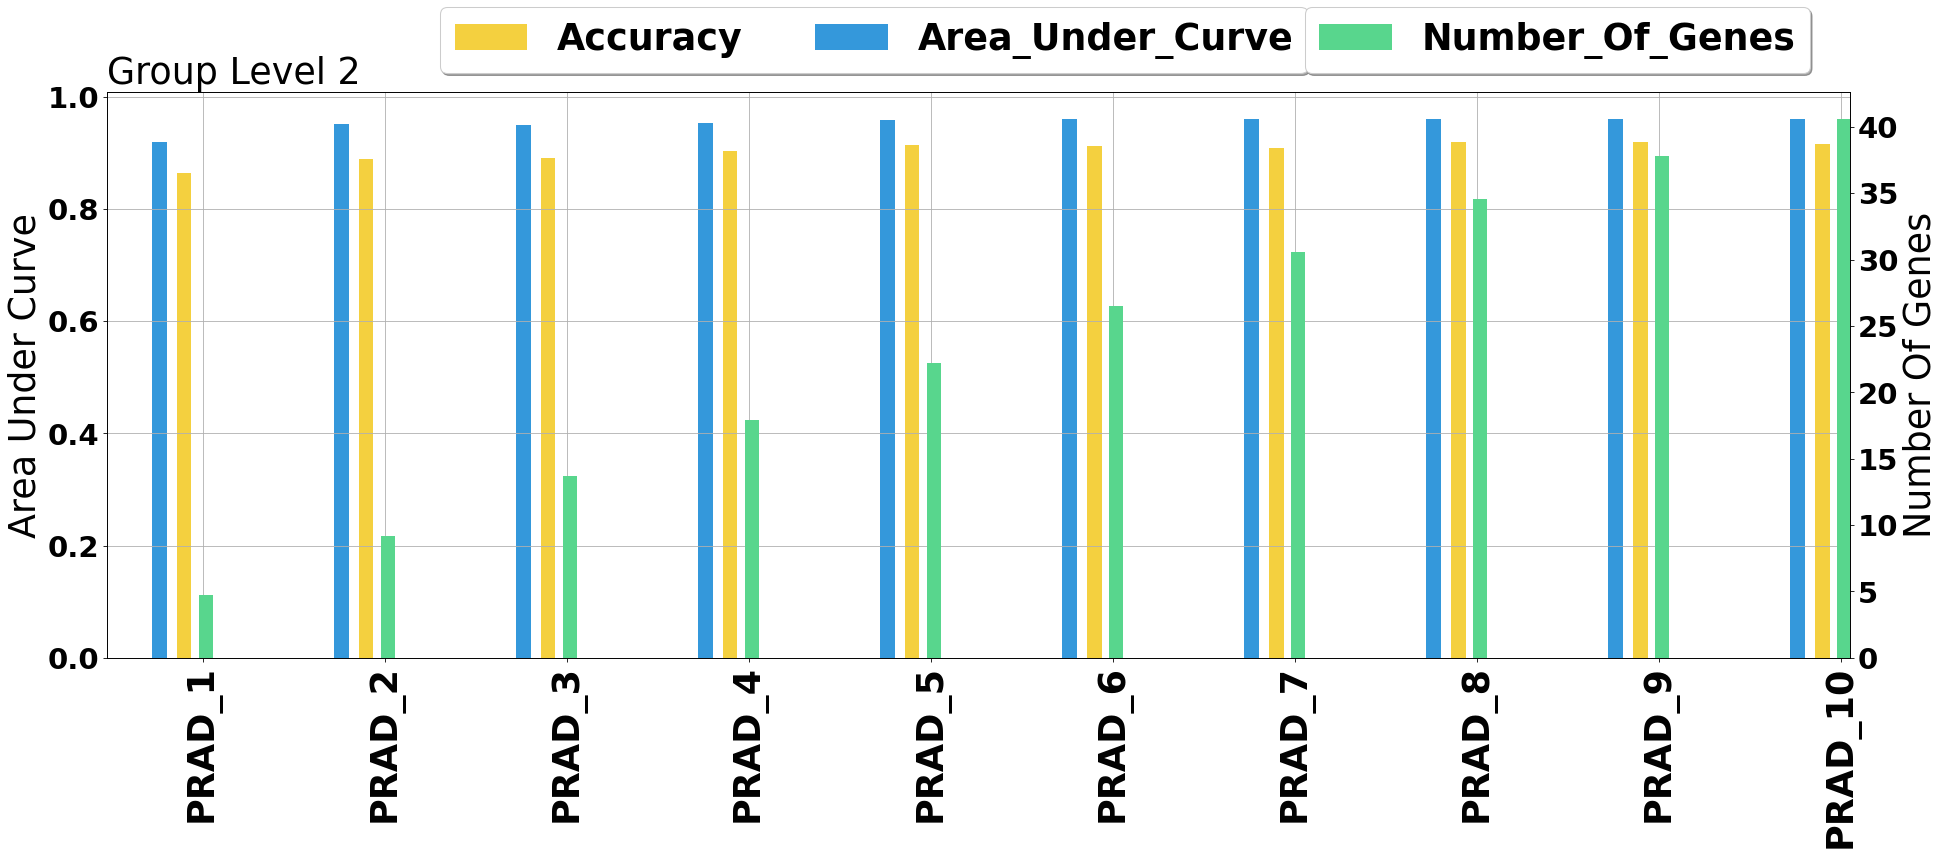 Accuracy
Area_Under_Curve
Number_Of_Genes
Group Level 2
Area Under Curve
1.0
0.8
0.6
0.4
0.2
0.0
40
35
30
25
20
15
10
5
0
Number Of Genes
PRAD_1
PRAD_2
PRAD_3
PRAD_4
PRAD_5
PRAD_6
PRAD_7
PRAD_8
PRAD_9
PRAD_10